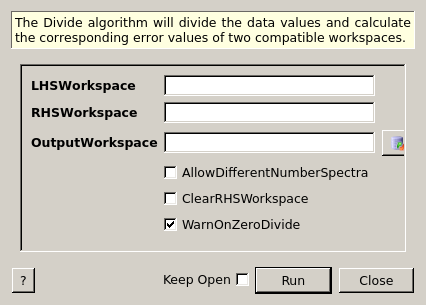 The Divide algorithm will divide the data values and calculate
the corresponding error values of two compatible workspaces.
LHSWorkspace
RHSWorkspace
OutputWorkspace
AllowDifferentNumberSpectra
ClearRHSWorkspace
WarnOnZeroDivide
? Keep Open Run Close